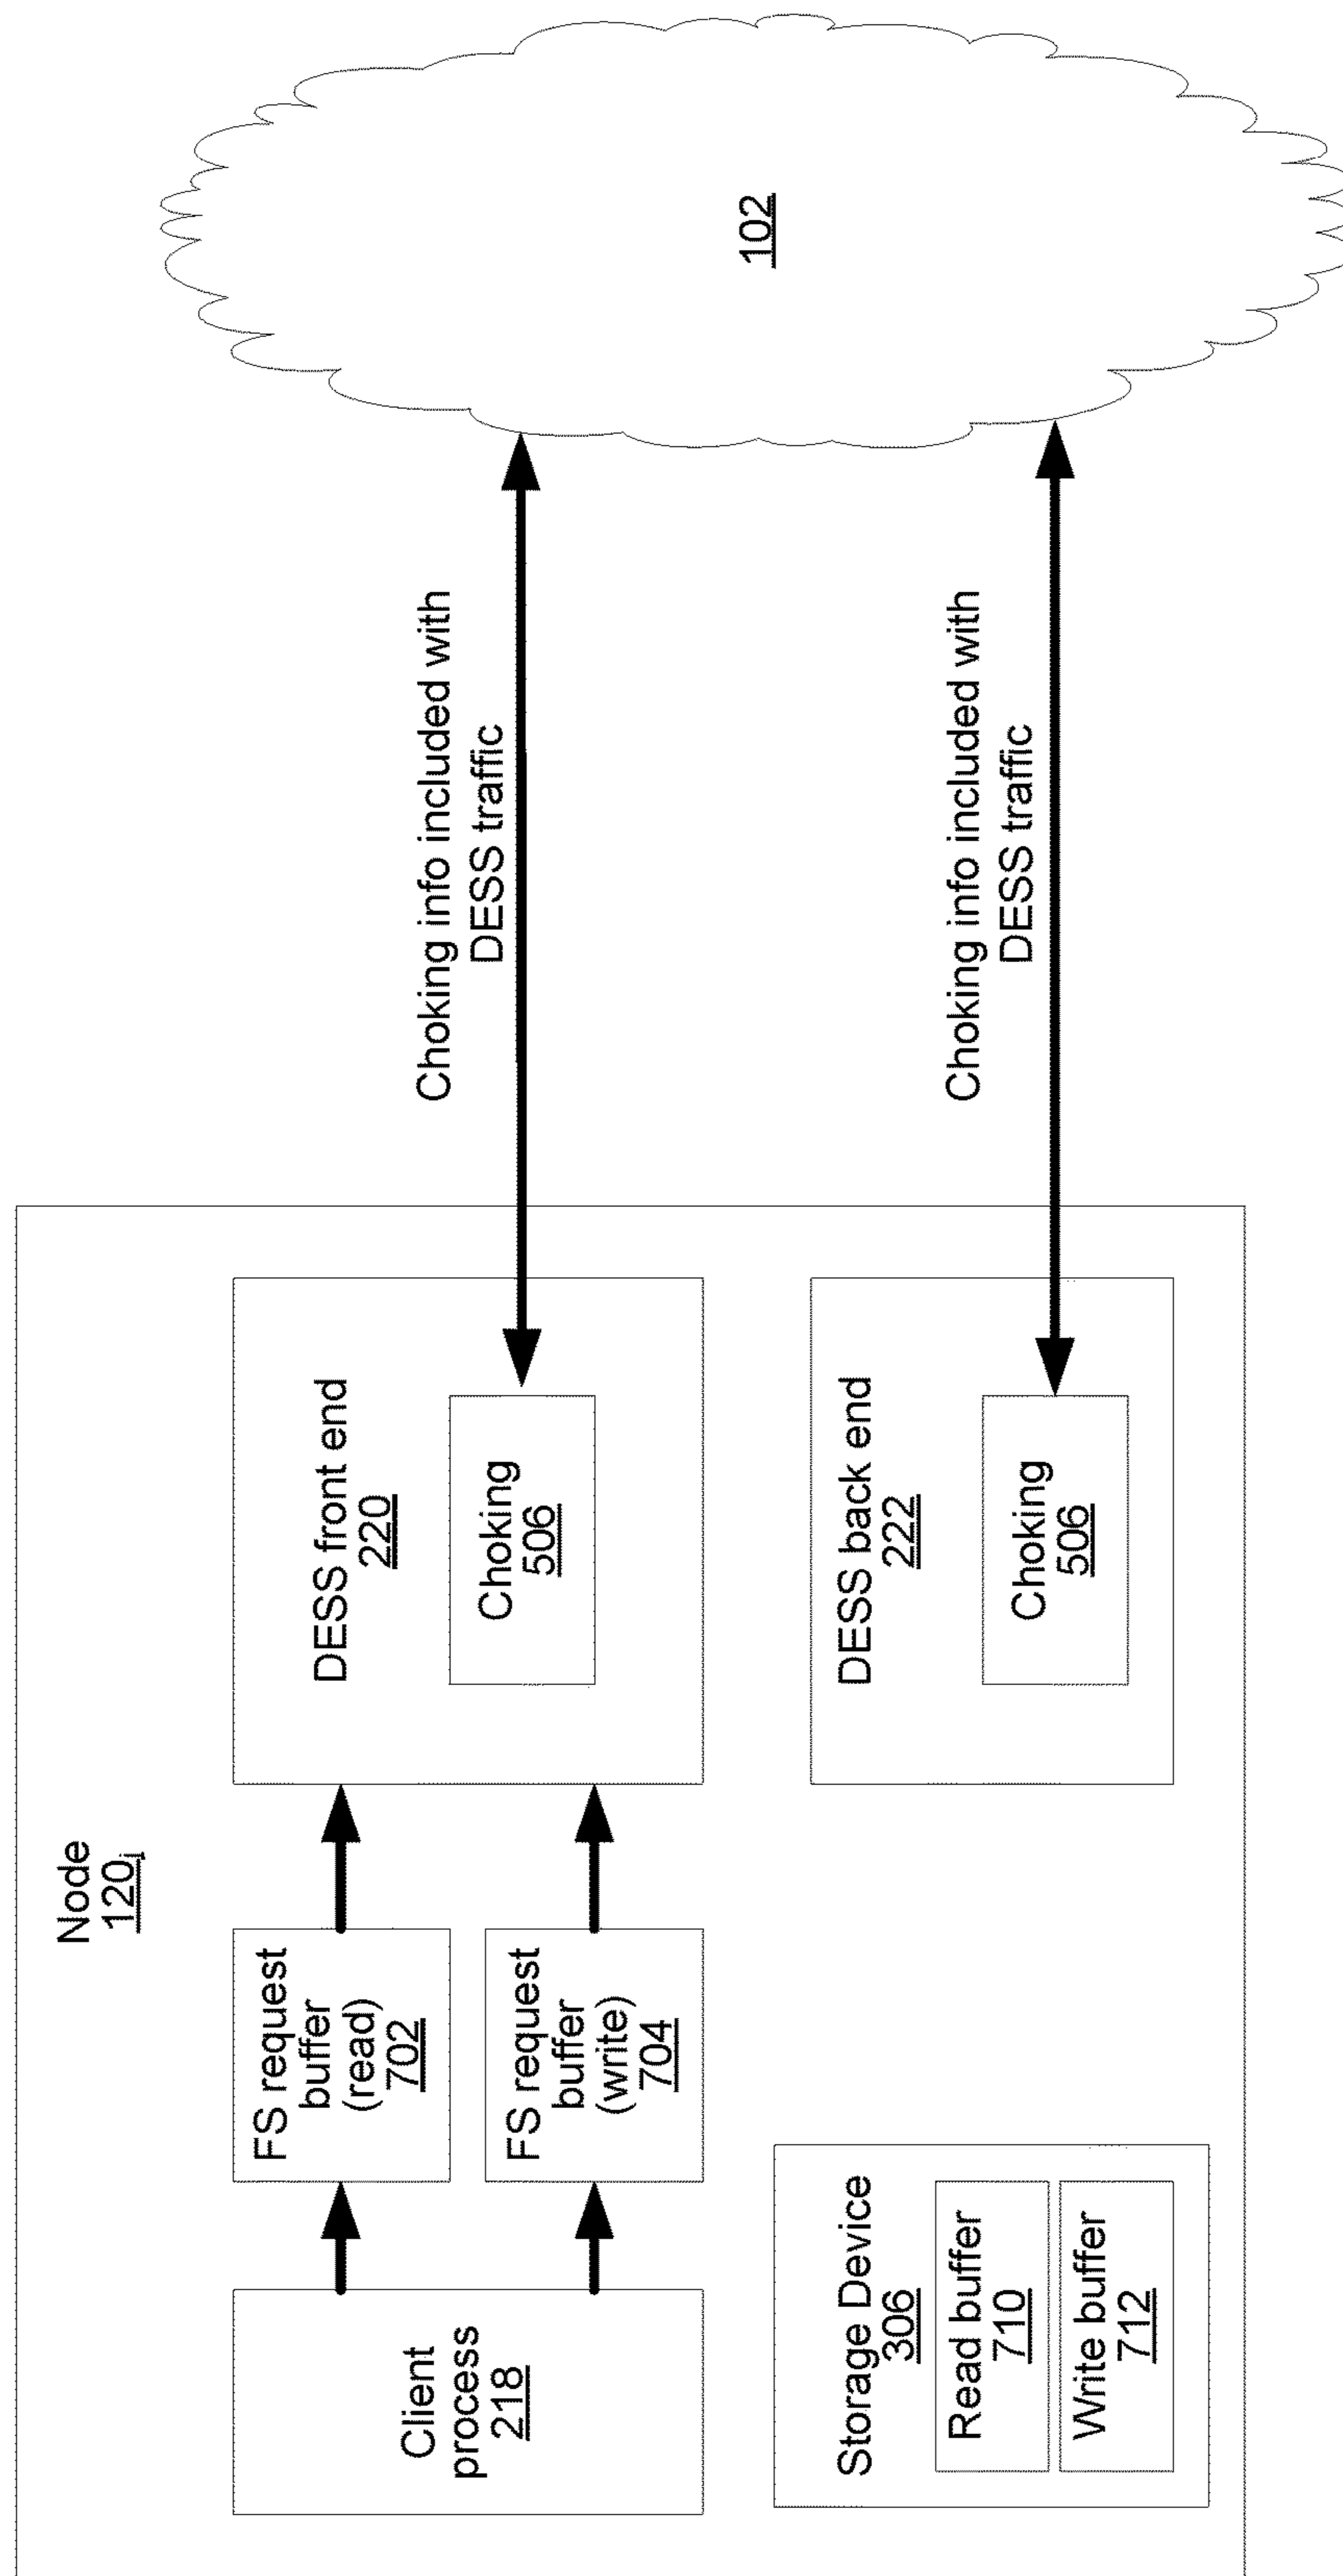 Node
120j
Client
process
218
FS request
buffer
(read)
702
FS request
buffer
(write)
704
DESS front end
220
Choking
506
Choking info included with
DESS traffic
102
Storage Device
306
Read buffer
710
Write buffer
712
DESS back end
222
Choking
506
Choking info included with
DESS traffic